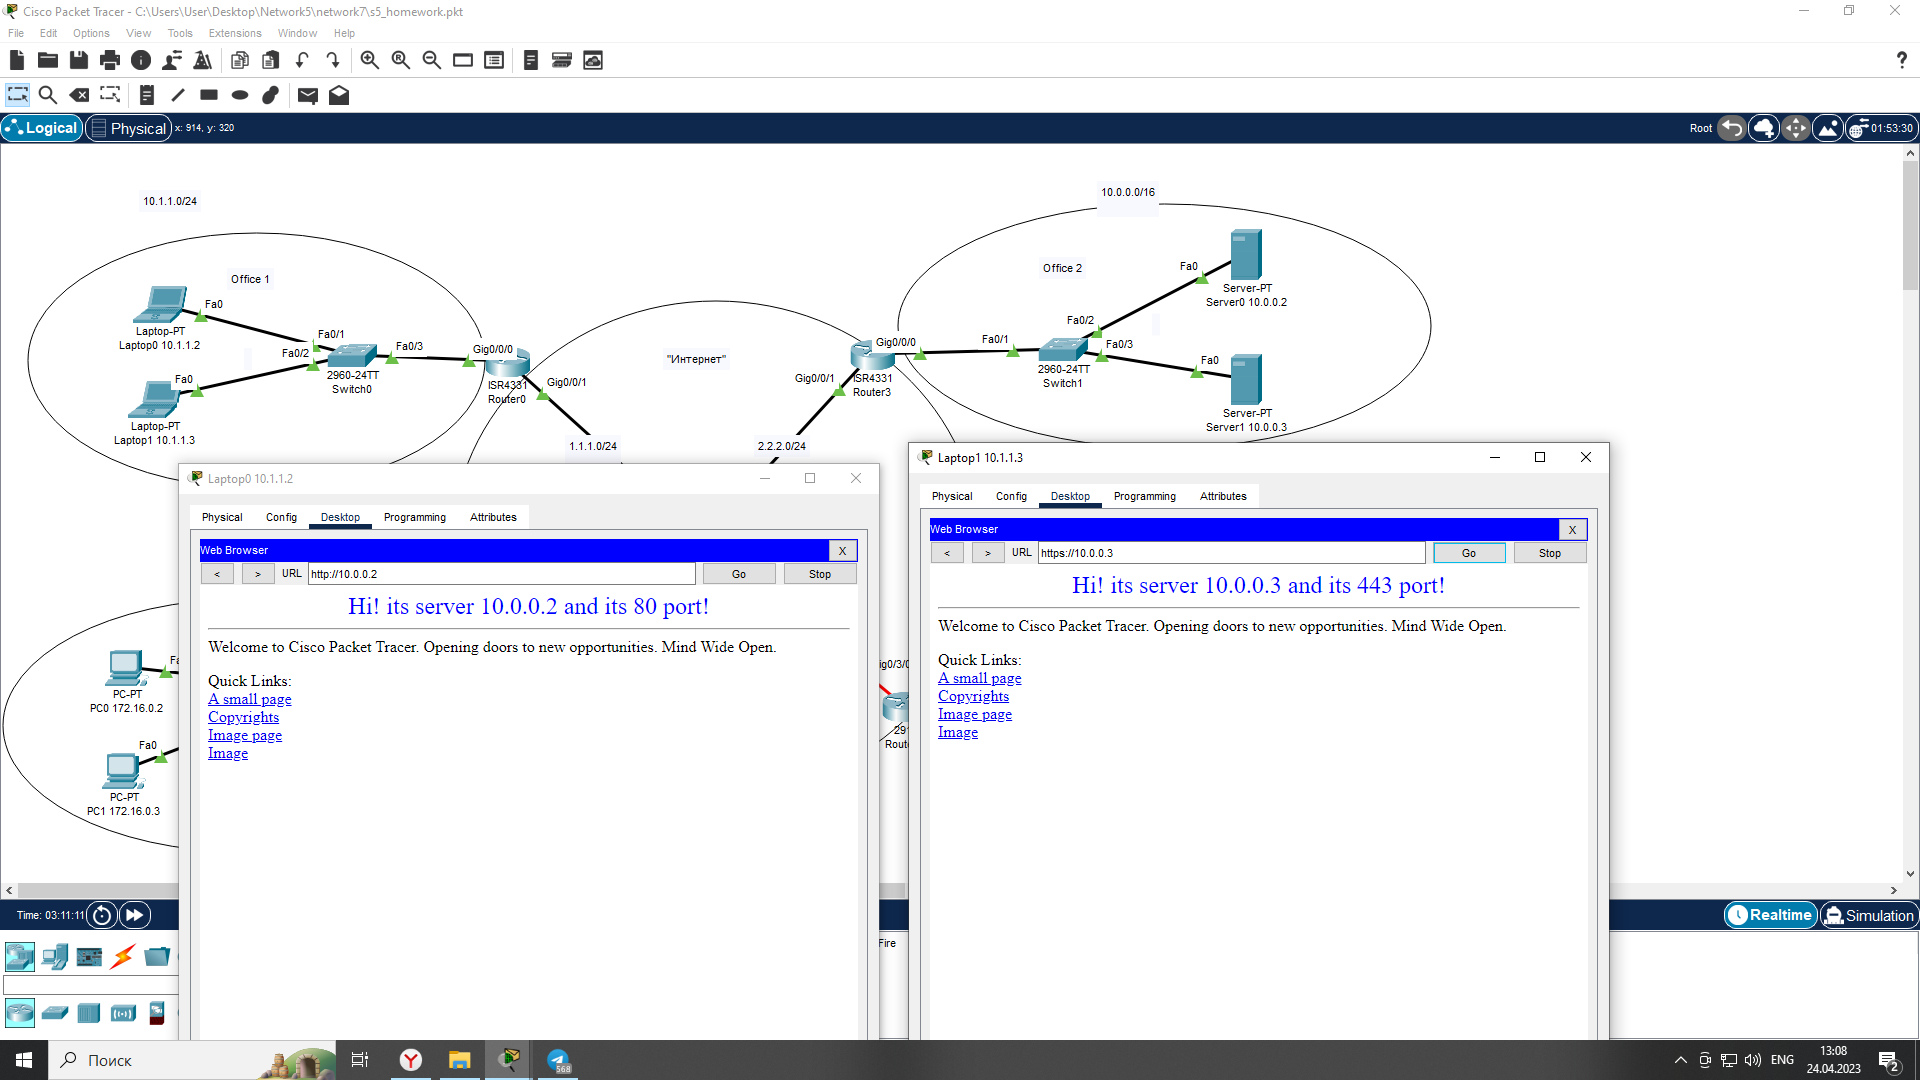 Cisco Packet Tracer - C:\Users\User\Desktop\Network5\network7\s5_homework.pkt
File Edit Options View Tools Extensions Window Help
Logical Physical x: 914, y: 320 Root 01:53:30
10.1.1.0/24
10.0.0.0/16
Office 1
Office 2
Fa0
Laptop-PT
Laptop0 10.1.1.2
Fa0/1
Fa0/2
Fa0/3
2960-24TT
Switch0
Fa0
Laptop-PT
Laptop1 10.1.1.3
Gig0/0/0
ISR4331
Router0
Gig0/0/1
1.1.1.0/24
"Интернет"
2.2.2.0/24
Gig0/0/1
Gig0/0/0
ISR4331
Router3
Fa0/1
Fa0/2
Fa0/3
2960-24TT
Switch1
Fa0
Server-PT
Server0 10.0.0.2
Fa0
Server-PT
Server1 10.0.0.3
PC-PT
PC0 172.16.0.2
Fa0
PC-PT
PC1 172.16.0.3
Laptop0 10.1.1.2
Physical Config Desktop Programming Attributes
Web Browser X
< > URL http://10.0.0.2 Go Stop
Hi! its server 10.0.0.2 and its 80 port!
Welcome to Cisco Packet Tracer. Opening doors to new opportunities. Mind Wide Open.
Quick Links:
A small page
Copyrights
Image page
Image
Laptop1 10.1.1.3
Physical Config Desktop Programming Attributes
Web Browser X
< > URL https://10.0.0.3 Go Stop
Hi! its server 10.0.0.3 and its 443 port!
Welcome to Cisco Packet Tracer. Opening doors to new opportunities. Mind Wide Open.
Quick Links:
A small page
Copyrights
Image page
Image
Time: 03:11:11
Realtime Simulation
Fire
Поиск
568
ENG
13:08
24.04.2023
2